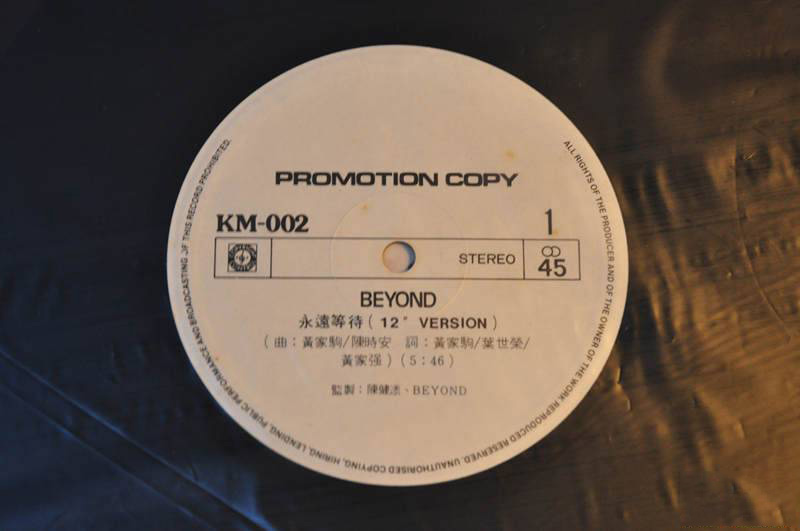 PROMOTION COPY
KM-002
1
STEREO
45
BEYOND
永遠等待(12" VERSION)
(曲:黃家駒/陳時安 詞:黃家駒/葉世榮/
黃家强)(5:46)
監製:陳健添、BEYOND
ALL RIGHTS OF THE PRODUCER AND OF THE OWNER OF THE WORK REPRODUCED RESERVED. UNAUTHORISED COPYING, HIRING, LENDING, PUBLIC PERFORMANCE AND BROADCASTING OF THIS RECORD PROHIBITED.